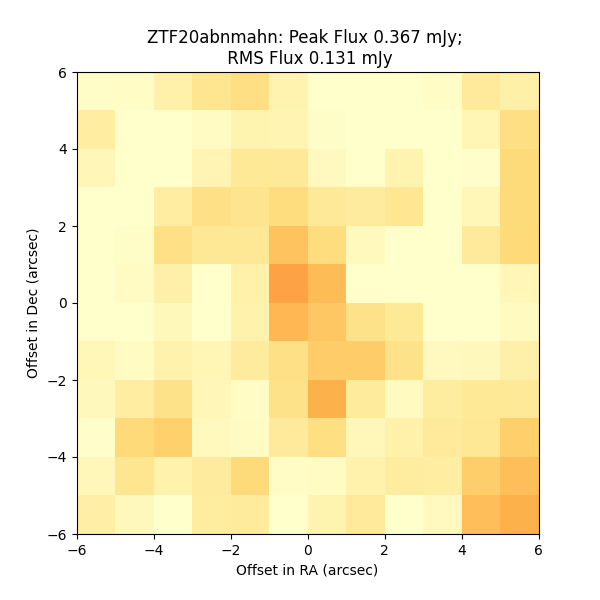 ZTF20abnmahn: Peak Flux 0.367 mJy;
RMS Flux 0.131 mJy
6
4
2
0
−2
−4
−6
Offset in Dec (arcsec)
−6 −4 −2 0 2 4 6
Offset in RA (arcsec)